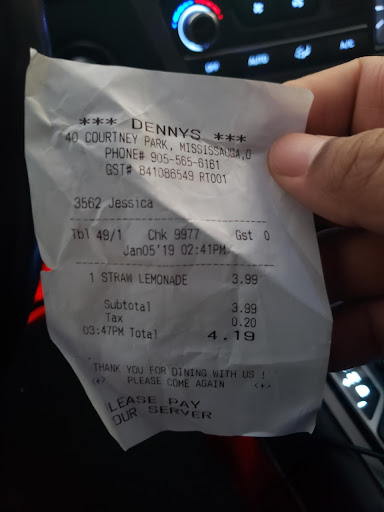 *** DENNYS ***
40 COURTNEY PARK, MISSISSAUGA,O
PHONE# 905-565-6161
GST# 841086549 RT001
3562 Jessica
Tbl 49/1 Chk 9977 Gst 0
Jan05'19 02:41PM
1 STRAW LEMONADE 3.99
Subtotal 3.99
Tax 0.20
03:47PM Total 4.19
THANK YOU FOR DINING WITH US !
<+> PLEASE COME AGAIN <+>
LEASE PAY
OUR SERVER
AUTO A/C